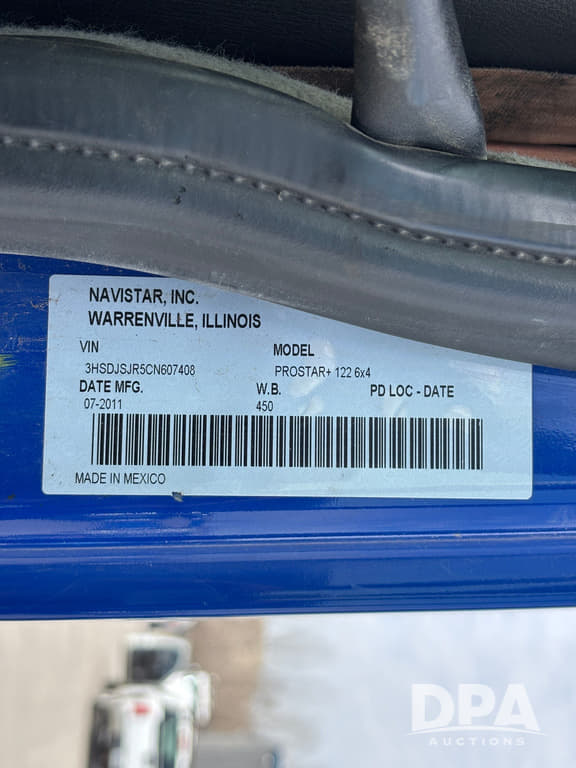 NAVISTAR, INC.
WARRENVILLE, ILLINOIS
VIN MODEL
3HSDJSJR5CN607408 PROSTAR+ 122 6x4
DATE MFG. W.B. PD LOC - DATE
07-2011 450
MADE IN MEXICO
DPA
AUCTIONS